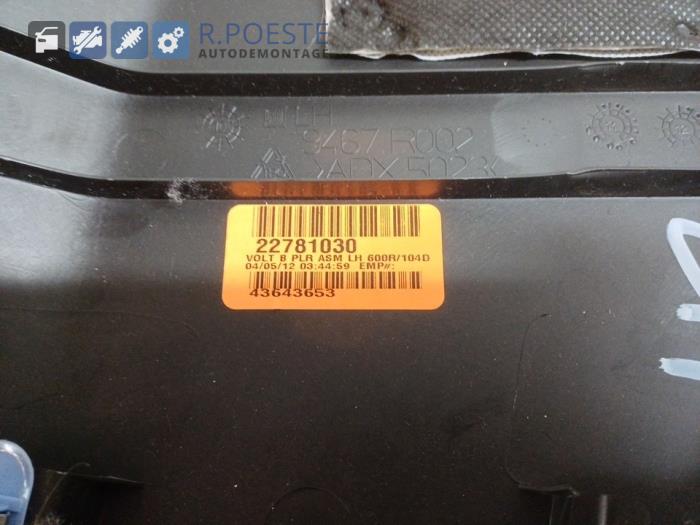 R.POESTE
AUTODEMONTAGE
LH
9467 R002
22781030
VOLT B PLR ASM LH 600R/104D
04/05/12 03:44:59 EMP#:
43643653